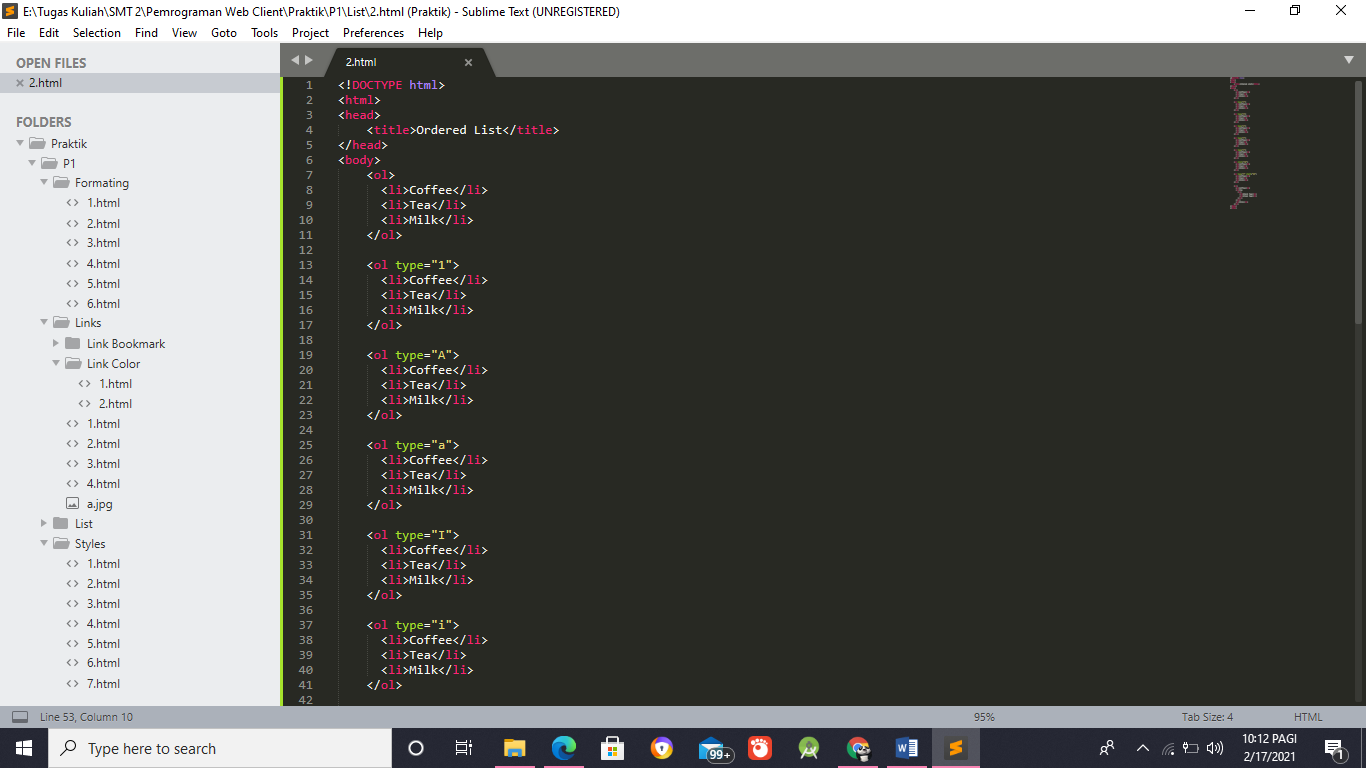 E:\Tugas Kuliah\SMT 2\Pemrograman Web Client\Praktik\P1\List\2.html (Praktik) - Sublime Text (UNREGISTERED)
File Edit Selection Find View Goto Tools Project Preferences Help
OPEN FILES
2.html
FOLDERS
Praktik
P1
Formating
1.html
2.html
3.html
4.html
5.html
6.html
Links
Link Bookmark
Link Color
1.html
2.html
1.html
2.html
3.html
4.html
a.jpg
List
Styles
1.html
2.html
3.html
4.html
5.html
6.html
7.html
2.html
1 <!DOCTYPE html>
2 <html>
3 <head>
4 <title>Ordered List</title>
5 </head>
6 <body>
7 <ol>
8 <li>Coffee</li>
9 <li>Tea</li>
10 <li>Milk</li>
11 </ol>
12
13 <ol type="1">
14 <li>Coffee</li>
15 <li>Tea</li>
16 <li>Milk</li>
17 </ol>
18
19 <ol type="A">
20 <li>Coffee</li>
21 <li>Tea</li>
22 <li>Milk</li>
23 </ol>
24
25 <ol type="a">
26 <li>Coffee</li>
27 <li>Tea</li>
28 <li>Milk</li>
29 </ol>
30
31 <ol type="I">
32 <li>Coffee</li>
33 <li>Tea</li>
34 <li>Milk</li>
35 </ol>
36
37 <ol type="i">
38 <li>Coffee</li>
39 <li>Tea</li>
40 <li>Milk</li>
41 </ol>
42
Line 53, Column 10 95% Tab Size: 4 HTML
Type here to search
99+
10:12 PAGI
2/17/2021
1